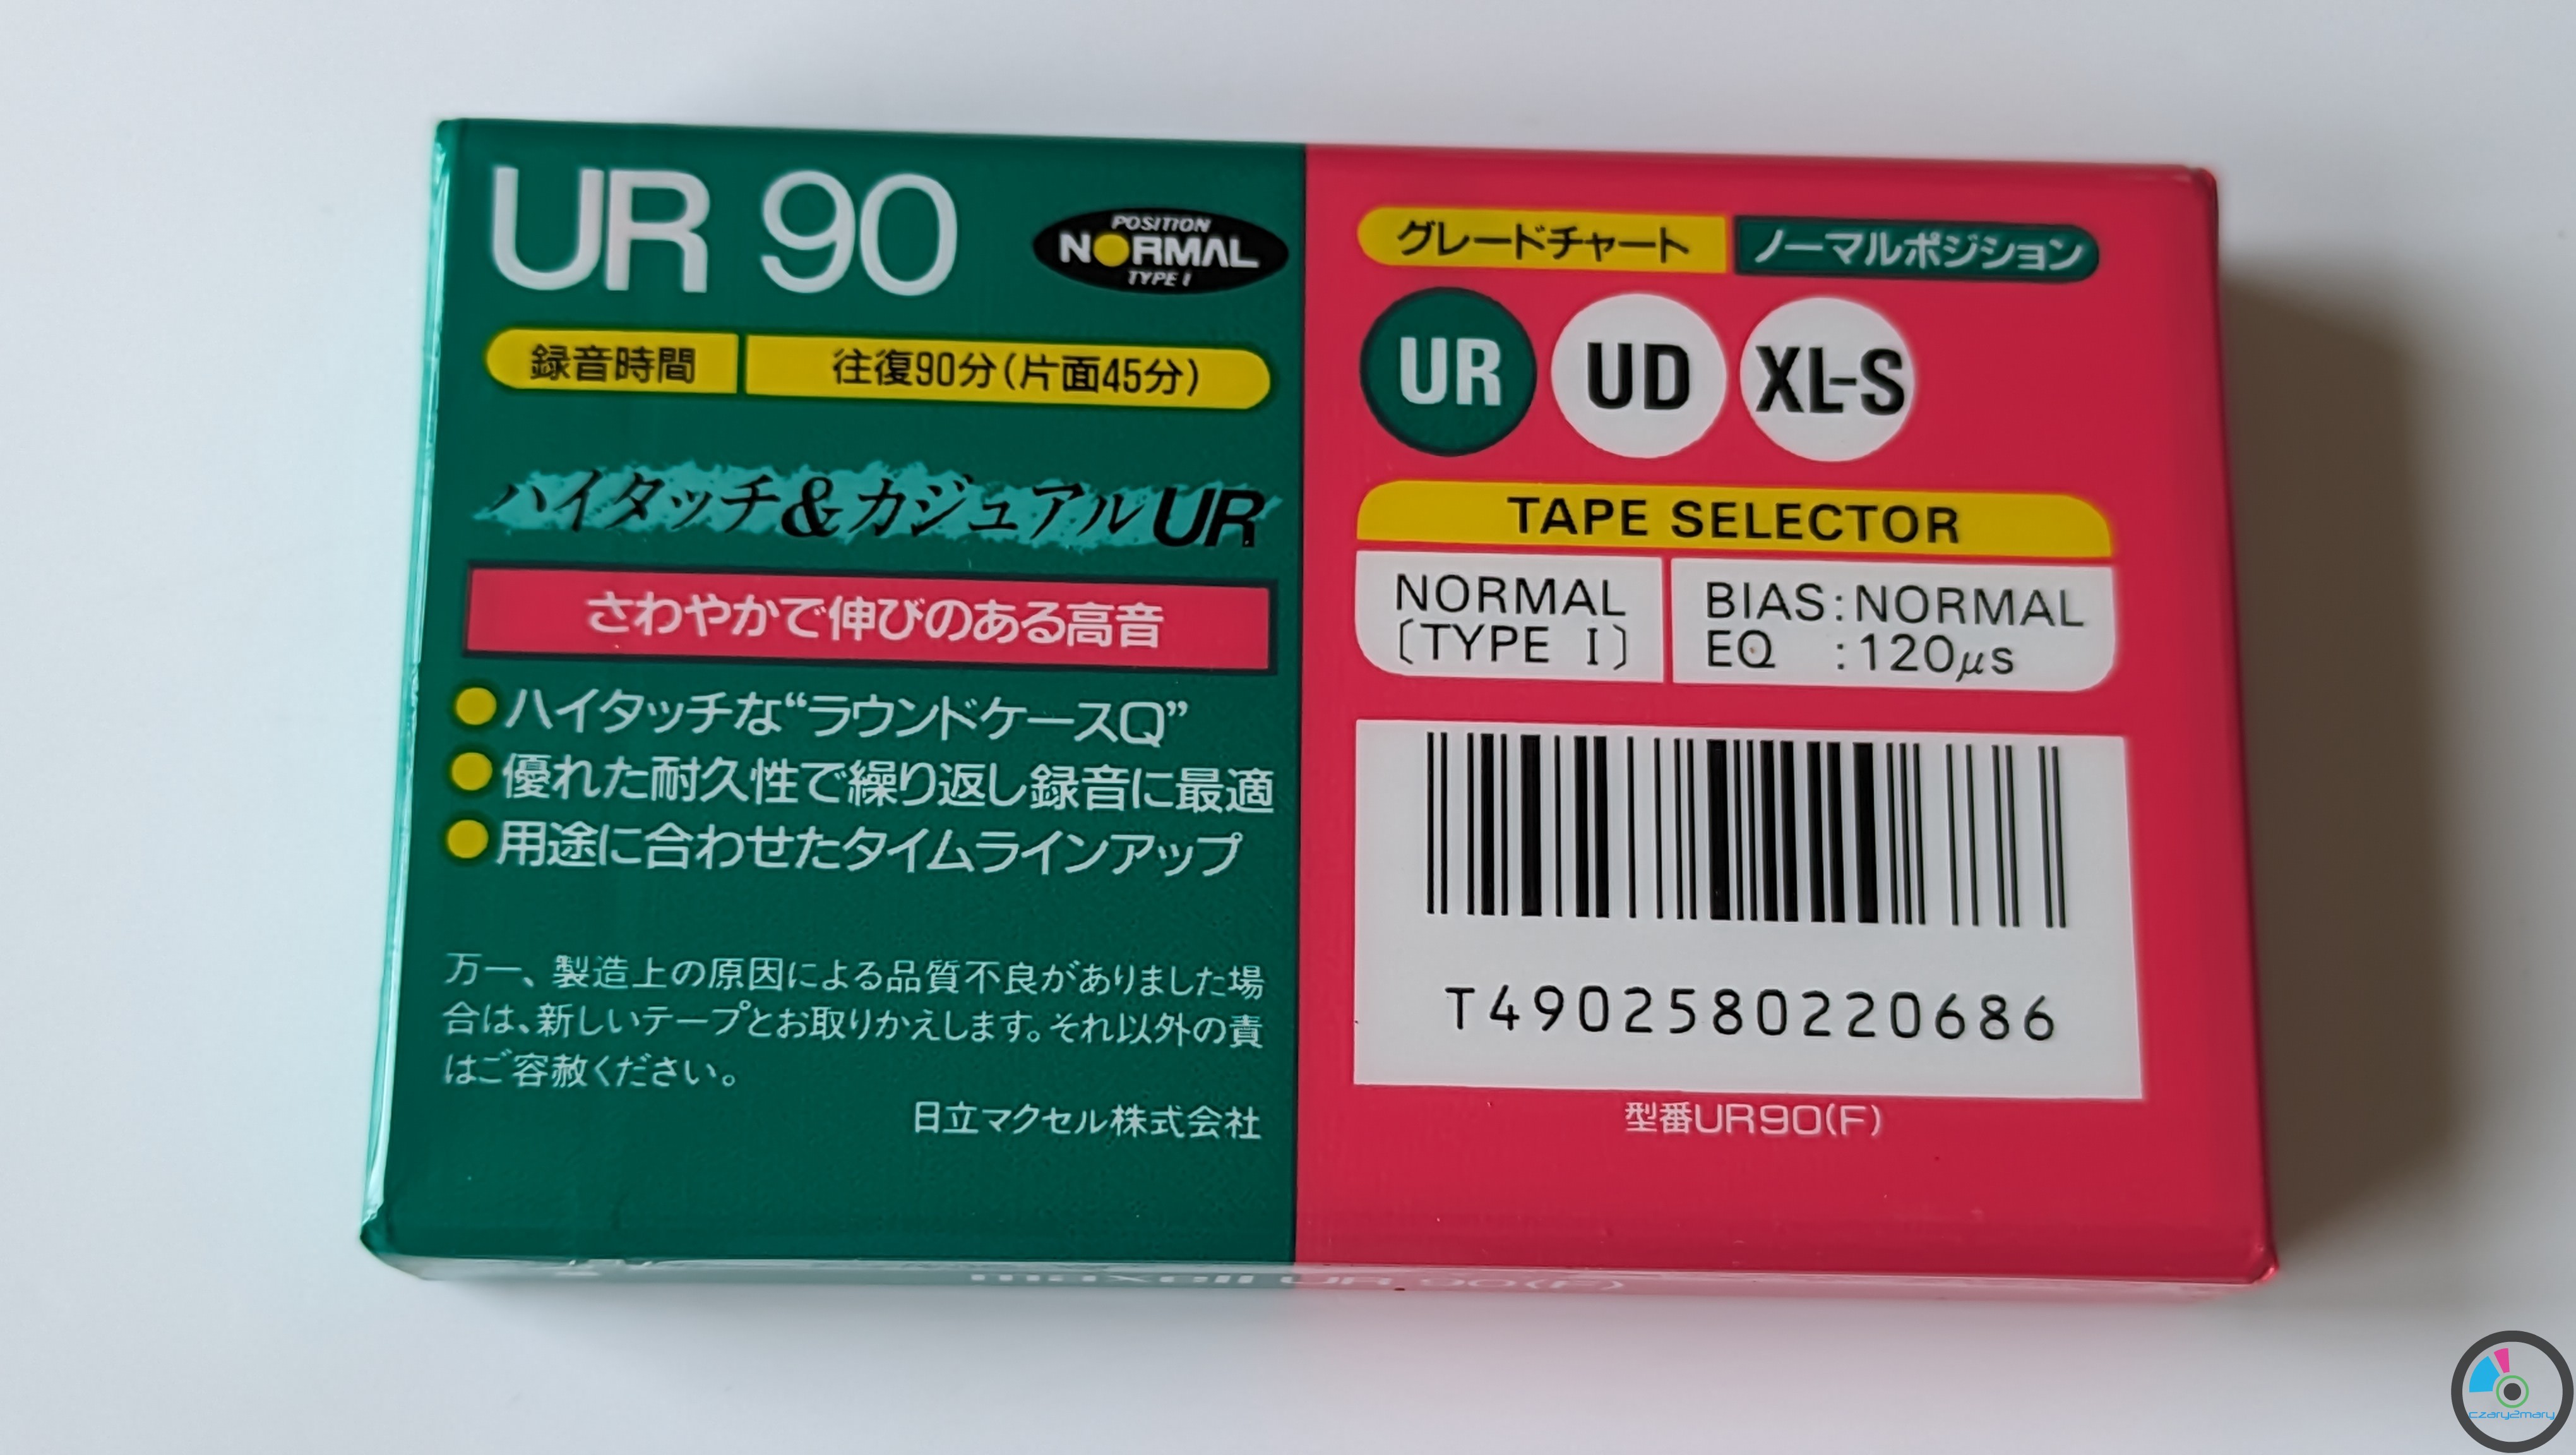 UR 90
POSITION
NORMAL
TYPE I
録音時間 往復90分(片面45分)
ハイタッチ&カジュアルUR
さわやかで伸びのある高音
●ハイタッチな“ラウンドケースQ”
●優れた耐久性で繰り返し録音に最適
●用途に合わせたタイムラインアップ
万一、製造上の原因による品質不良がありました場
合は、新しいテープとお取りかえします。それ以外の責
はご容赦ください。
日立マクセル株式会社
グレードチャート ノーマルポジション
UR UD XL-S
TAPE SELECTOR
NORMAL
〔TYPE I〕
BIAS:NORMAL
EQ :120μs
T4902580220686
型番UR90(F)
maxell UR 90(F)
czary2mary